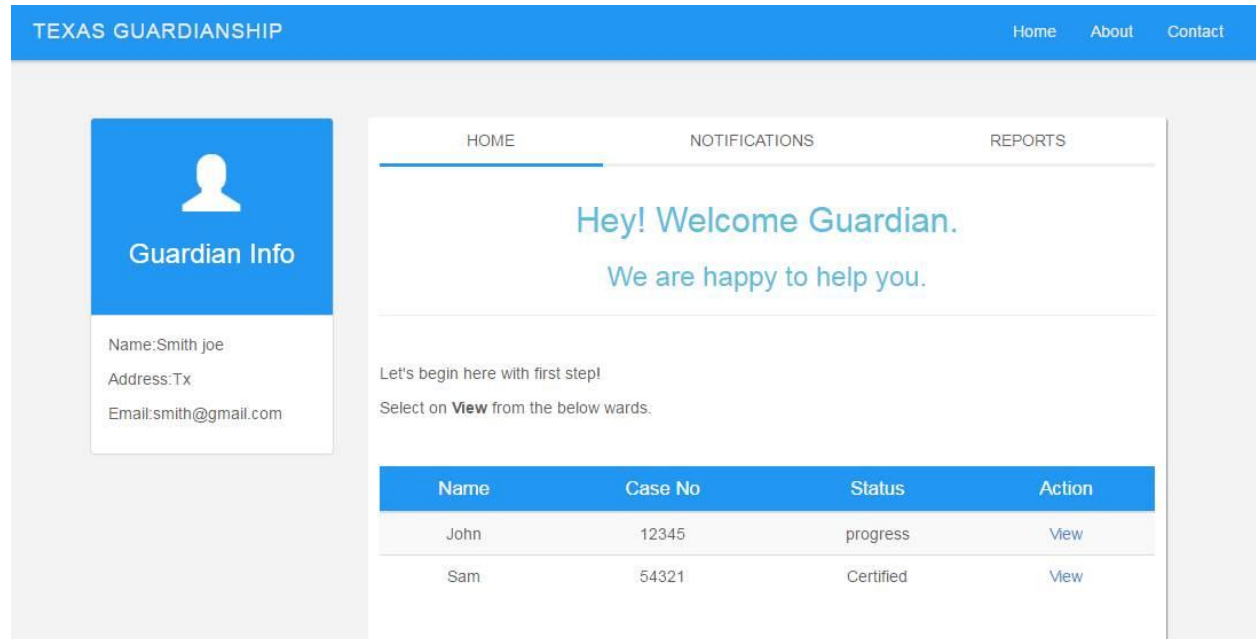 TEXAS GUARDIANSHIP
Home About Contact
Guardian Info
Name:Smith joe
Address:Tx
Email:smith@gmail.com
HOME NOTIFICATIONS REPORTS
Hey! Welcome Guardian.
We are happy to help you.
Let's begin here with first step!
Select on View from the below wards.
Name Case No Status Action
John 12345 progress View
Sam 54321 Certified View